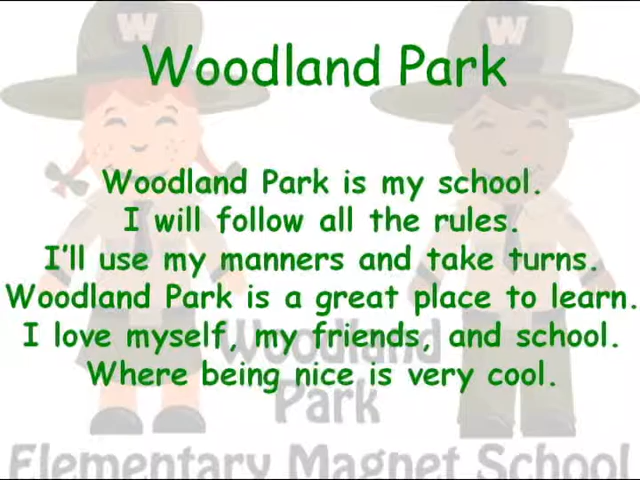 W W
Woodland Park
Woodland Park is my school.
I will follow all the rules.
I'll use my manners and take turns.
Woodland Park is a great place to learn.
I love myself, my friends, and school.
Where being nice is very cool.
Woodland
Park
Elementary Magnet School